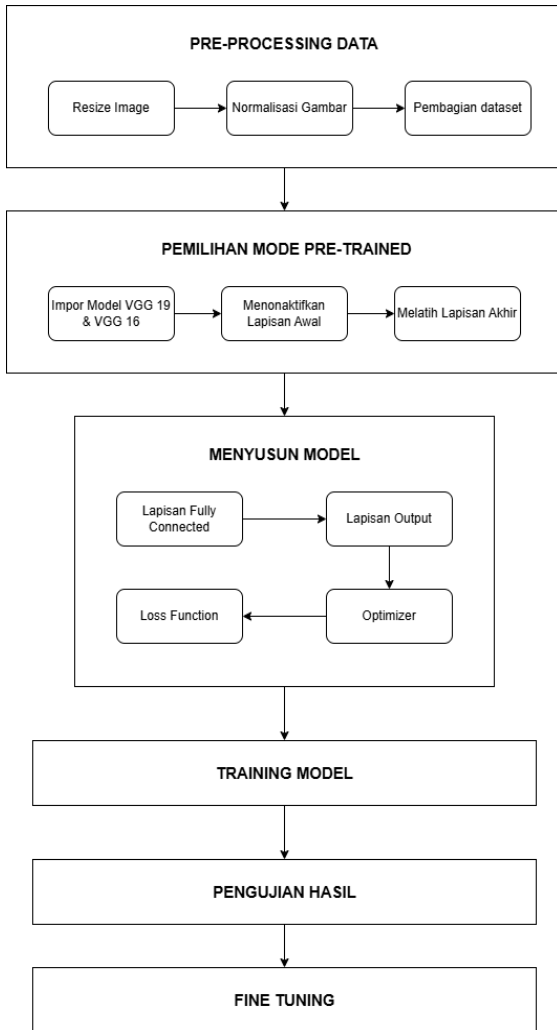 PRE-PROCESSING DATA
Resize Image
Normalisasi Gambar
Pembagian dataset
PEMILIHAN MODE PRE-TRAINED
Impor Model VGG 19
& VGG 16
Menonaktifkan
Lapisan Awal
Melatih Lapisan Akhir
MENYUSUN MODEL
Lapisan Fully
Connected
Lapisan Output
Loss Function
Optimizer
TRAINING MODEL
PENGUJIAN HASIL
FINE TUNING